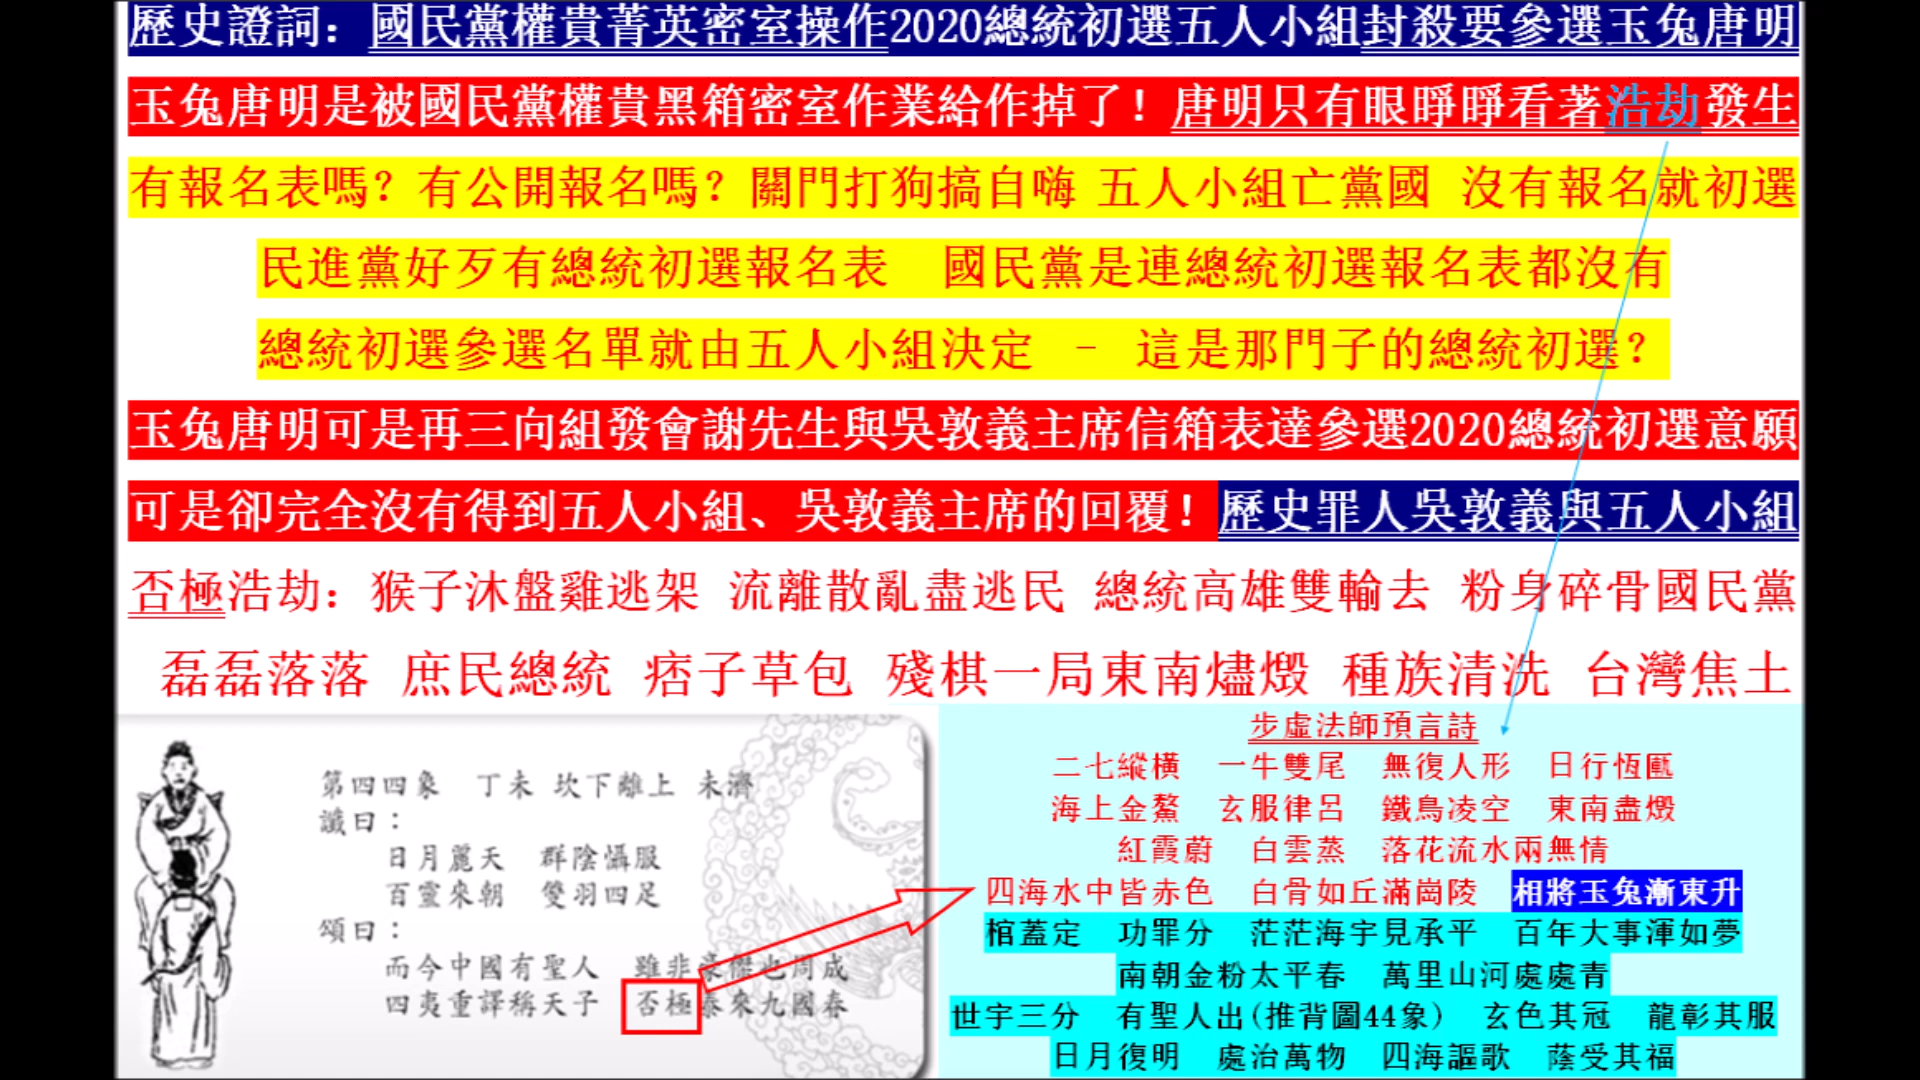 歷史證詞：國民黨權貴菁英密室操作2020總統初選五人小組封殺要參選玉兔唐明
玉兔唐明是被國民黨權貴黑箱密室作業給作掉了！唐明只有眼睜睜看著浩劫發生
有報名表嗎？有公開報名嗎？關門打狗搞自嗨 五人小組亡黨國 沒有報名就初選
民進黨好歹有總統初選報名表 國民黨是連總統初選報名表都沒有
總統初選參選名單就由五人小組決定 － 這是那門子的總統初選？
玉兔唐明可是再三向組發會謝先生與吳敦義主席信箱表達參選2020總統初選意願
可是卻完全沒有得到五人小組、吳敦義主席的回覆！歷史罪人吳敦義與五人小組
否極浩劫：猴子沐盤雞逃架 流離散亂盡逃民 總統高雄雙輸去 粉身碎骨國民黨
磊磊落落 庶民總統 痞子草包 殘棋一局東南燼燬 種族清洗 台灣焦土
第四四象 丁未 坎下離上 未濟
讖曰：
日月麗天 群陰懾服
百靈來朝 雙羽四足
頌曰：
而今中國有聖人 雖非豪傑也周成
四夷重譯稱天子 否極泰來九國春
步虛法師預言詩
二七縱橫 一牛雙尾 無復人形 日行恆匭
海上金鰲 玄服律呂 鐵鳥凌空 東南盡燬
紅霞蔚 白雲蒸 落花流水兩無情
四海水中皆赤色 白骨如丘滿崗陵 相將玉兔漸東升
棺蓋定 功罪分 茫茫海宇見承平 百年大事渾如夢
南朝金粉太平春 萬里山河處處青
世宇三分 有聖人出(推背圖44象) 玄色其冠 龍彰其服
日月復明 處治萬物 四海謳歌 蔭受其福